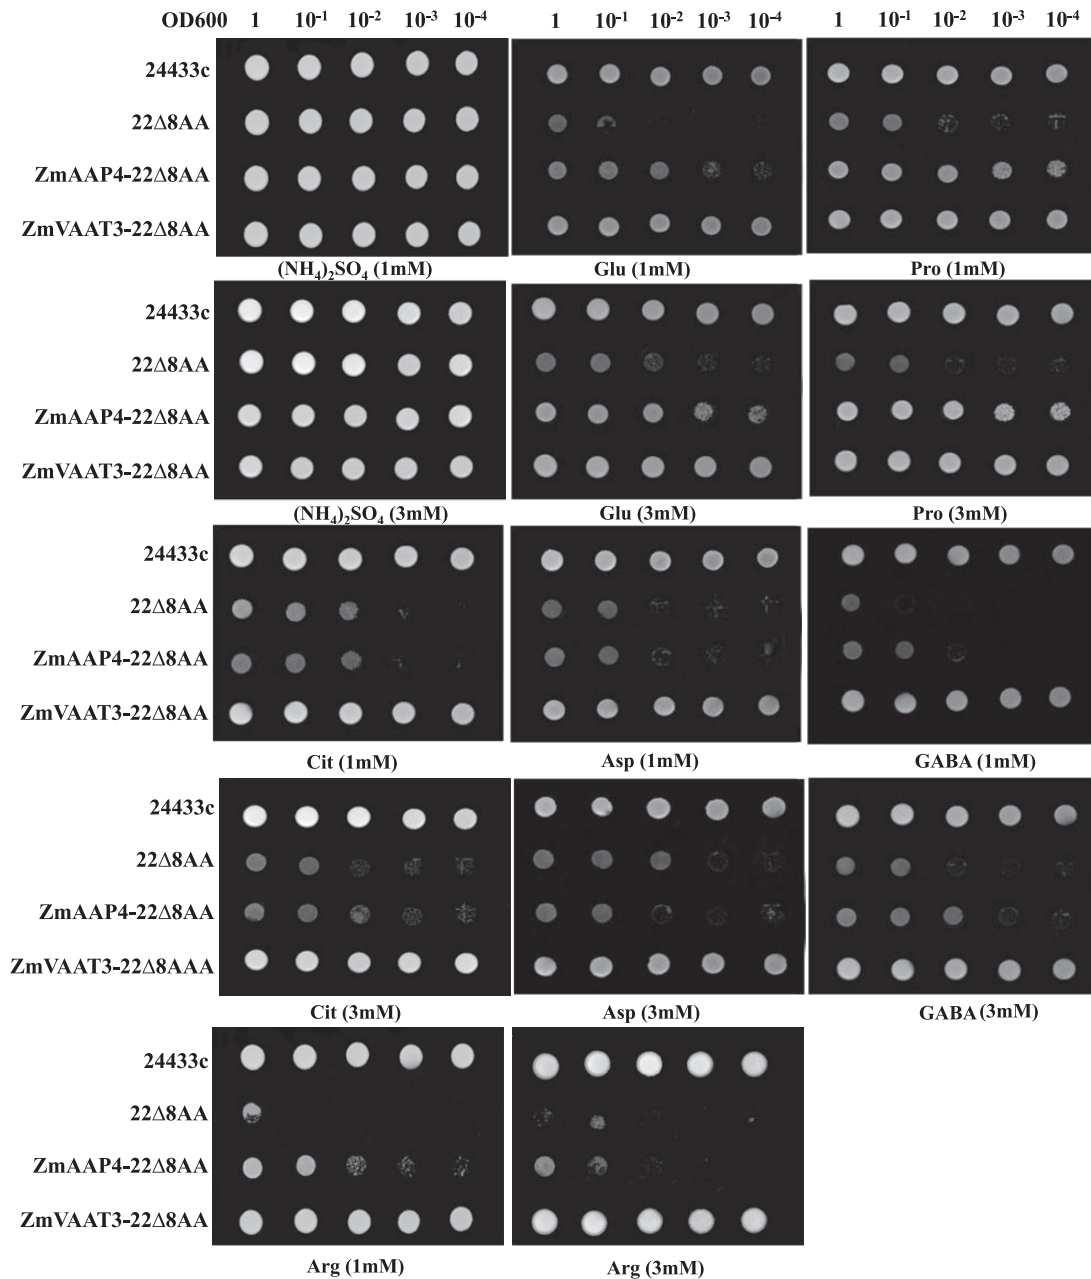 OD600 1 10⁻¹ 10⁻² 10⁻³ 10⁻⁴ 1 10⁻¹ 10⁻² 10⁻³ 10⁻⁴ 1 10⁻¹ 10⁻² 10⁻³ 10⁻⁴
24433c
22Δ8AA
ZmAAP4-22Δ8AA
ZmVAAT3-22Δ8AA
(NH₄)₂SO₄ (1mM) Glu (1mM) Pro (1mM)
24433c
22Δ8AA
ZmAAP4-22Δ8AA
ZmVAAT3-22Δ8AA
(NH₄)₂SO₄ (3mM) Glu (3mM) Pro (3mM)
24433c
22Δ8AA
ZmAAP4-22Δ8AA
ZmVAAT3-22Δ8AA
Cit (1mM) Asp (1mM) GABA (1mM)
24433c
22Δ8AA
ZmAAP4-22Δ8AA
ZmVAAT3-22Δ8AAA
Cit (3mM) Asp (3mM) GABA (3mM)
24433c
22Δ8AA
ZmAAP4-22Δ8AA
ZmVAAT3-22Δ8AA
Arg (1mM) Arg (3mM)